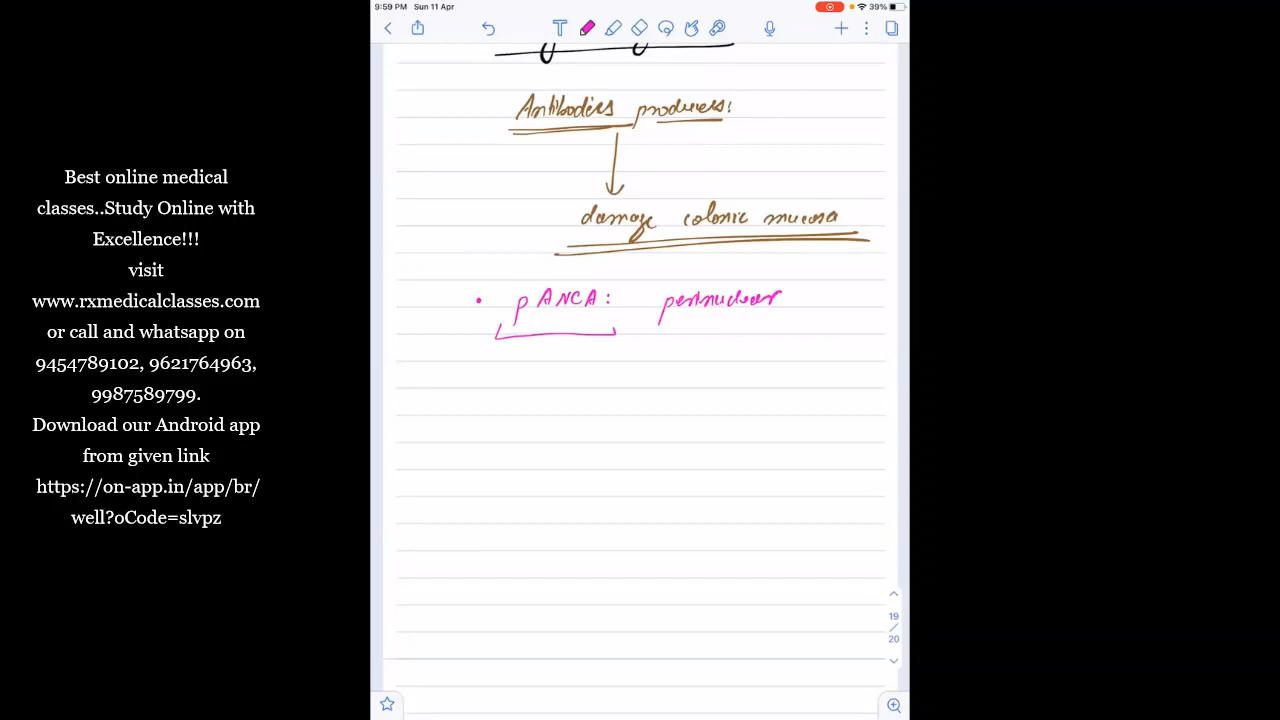 9:59 PM Sun 11 Apr
39%
Best online medical
classes..Study Online with
Excellence!!!
visit
www.rxmedicalclasses.com
or call and whatsapp on
9454789102, 9621764963,
9987589799.
Download our Android app
from given link
https://on-app.in/app/br/
well?oCode=slvpz
Antibodies produces:
damage colonic mucosa
• pANCA: perinuclear
19
/
20